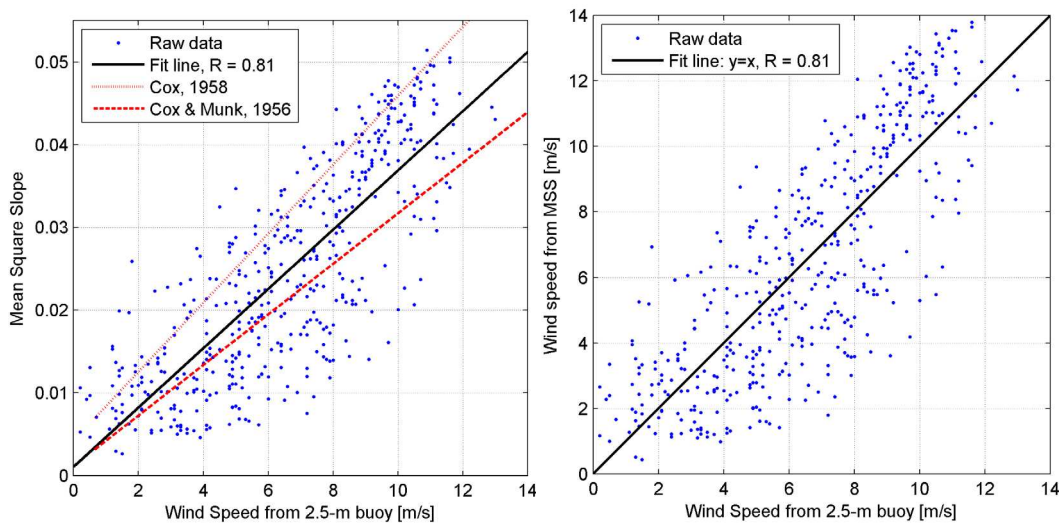 Raw data
Fit line, R = 0.81
Cox, 1958
Cox & Munk, 1956
0.05
0.04
0.03
0.02
0.01
0
Mean Square Slope
0 2 4 6 8 10 12 14
Wind Speed from 2.5-m buoy [m/s]
Raw data
Fit line: y=x, R = 0.81
14
12
10
8
6
4
2
0
Wind speed from MSS [m/s]
0 2 4 6 8 10 12 14
Wind Speed from 2.5-m buoy [m/s]